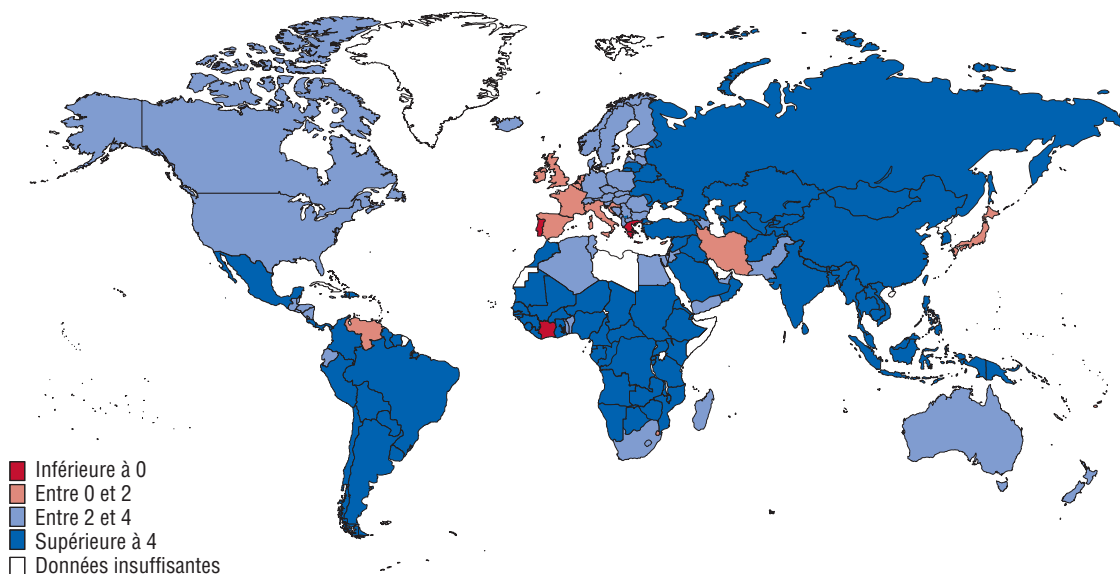 Inférieure à 0
Entre 0 et 2
Entre 2 et 4
Supérieure à 4
Données insuffisantes